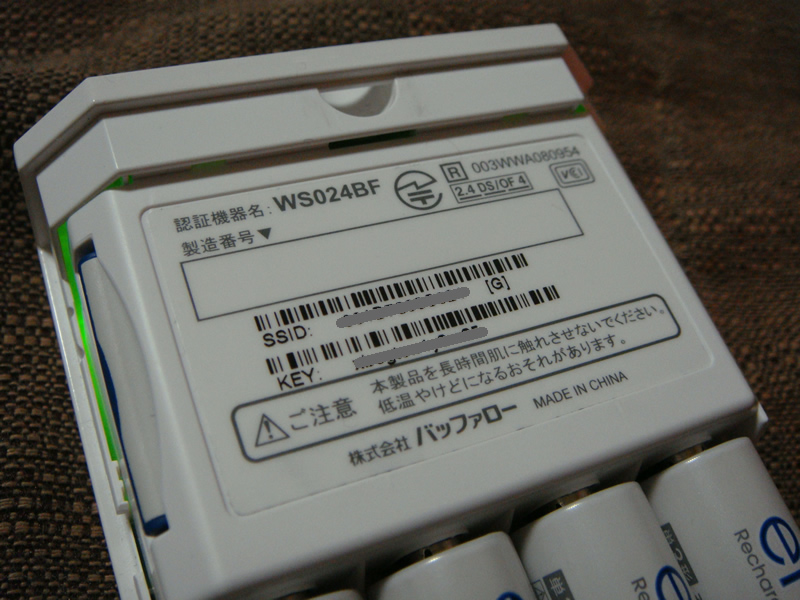 認証機器名: WS024BF
R 003WWA080954
2.4 DS/OF 4
VCI
製造番号▼
[G]
SSID:
KEY:
ご注意
本製品を長時間肌に触れさせないでください。
低温やけどになるおそれがあります。
株式会社 バッファロー MADE IN CHINA